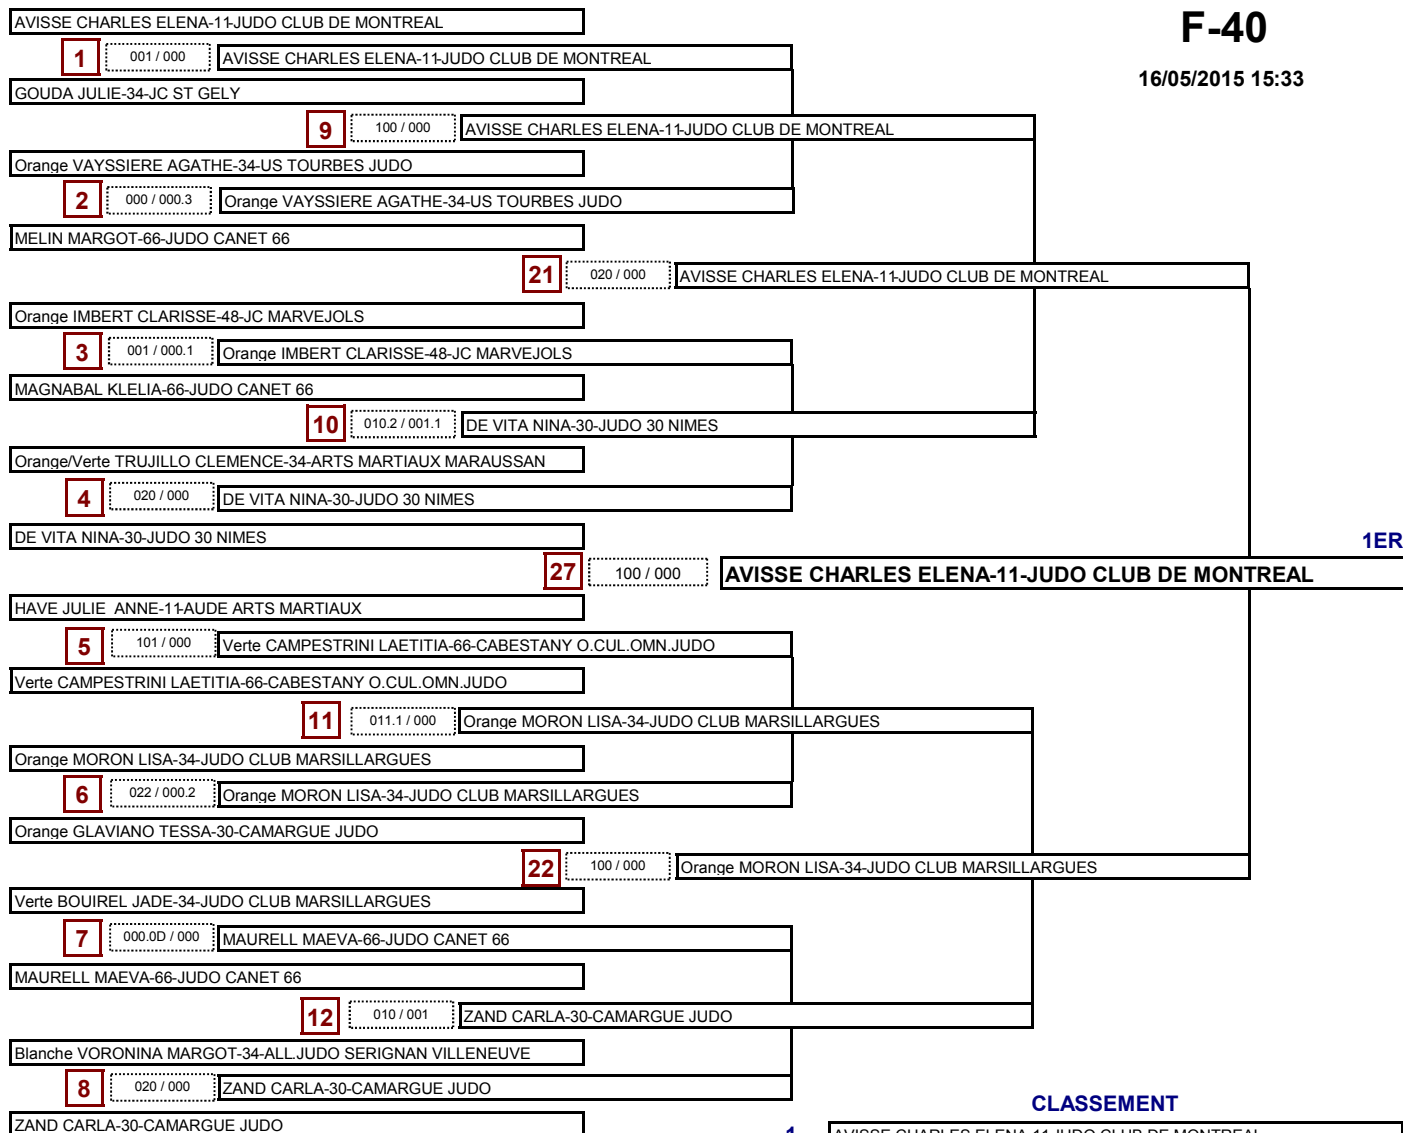 AVISSE CHARLES ELENA-11-JUDO CLUB DE MONTREAL
F-40
1 001 / 000 AVISSE CHARLES ELENA-11-JUDO CLUB DE MONTREAL
16/05/2015 15:33
GOUDA JULIE-34-JC ST GELY
9 100 / 000 AVISSE CHARLES ELENA-11-JUDO CLUB DE MONTREAL
Orange VAYSSIERE AGATHE-34-US TOURBES JUDO
2 000 / 000.3 Orange VAYSSIERE AGATHE-34-US TOURBES JUDO
MELIN MARGOT-66-JUDO CANET 66
21 020 / 000 AVISSE CHARLES ELENA-11-JUDO CLUB DE MONTREAL
Orange IMBERT CLARISSE-48-JC MARVEJOLS
3 001 / 000.1 Orange IMBERT CLARISSE-48-JC MARVEJOLS
MAGNABAL KLELIA-66-JUDO CANET 66
10 010.2 / 001.1 DE VITA NINA-30-JUDO 30 NIMES
Orange/Verte TRUJILLO CLEMENCE-34-ARTS MARTIAUX MARAUSSAN
4 020 / 000 DE VITA NINA-30-JUDO 30 NIMES
DE VITA NINA-30-JUDO 30 NIMES
1ER
27 100 / 000 AVISSE CHARLES ELENA-11-JUDO CLUB DE MONTREAL
HAVE JULIE ANNE-11-AUDE ARTS MARTIAUX
5 101 / 000 Verte CAMPESTRINI LAETITIA-66-CABESTANY O.CUL.OMN.JUDO
Verte CAMPESTRINI LAETITIA-66-CABESTANY O.CUL.OMN.JUDO
11 011.1 / 000 Orange MORON LISA-34-JUDO CLUB MARSILLARGUES
Orange MORON LISA-34-JUDO CLUB MARSILLARGUES
6 022 / 000.2 Orange MORON LISA-34-JUDO CLUB MARSILLARGUES
Orange GLAVIANO TESSA-30-CAMARGUE JUDO
22 100 / 000 Orange MORON LISA-34-JUDO CLUB MARSILLARGUES
Verte BOUIREL JADE-34-JUDO CLUB MARSILLARGUES
7 000.0D / 000 MAURELL MAEVA-66-JUDO CANET 66
MAURELL MAEVA-66-JUDO CANET 66
12 010 / 001 ZAND CARLA-30-CAMARGUE JUDO
Blanche VORONINA MARGOT-34-ALL.JUDO SERIGNAN VILLENEUVE
8 020 / 000 ZAND CARLA-30-CAMARGUE JUDO
CLASSEMENT
ZAND CARLA-30-CAMARGUE JUDO
1 AVISSE CHARLES ELENA-11-JUDO CLUB DE MONTREAL